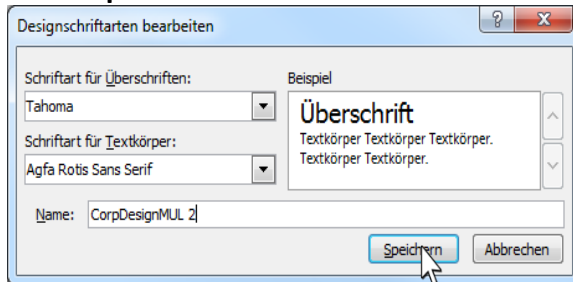 Designschriftarten bearbeiten
?
X
Schriftart für Überschriften:
Tahoma
Schriftart für Textkörper:
Agfa Rotis Sans Serif
Beispiel
Überschrift
Textkörper Textkörper Textkörper.
Textkörper Textkörper.
Name: CorpDesignMUL 2
Speichern Abbrechen